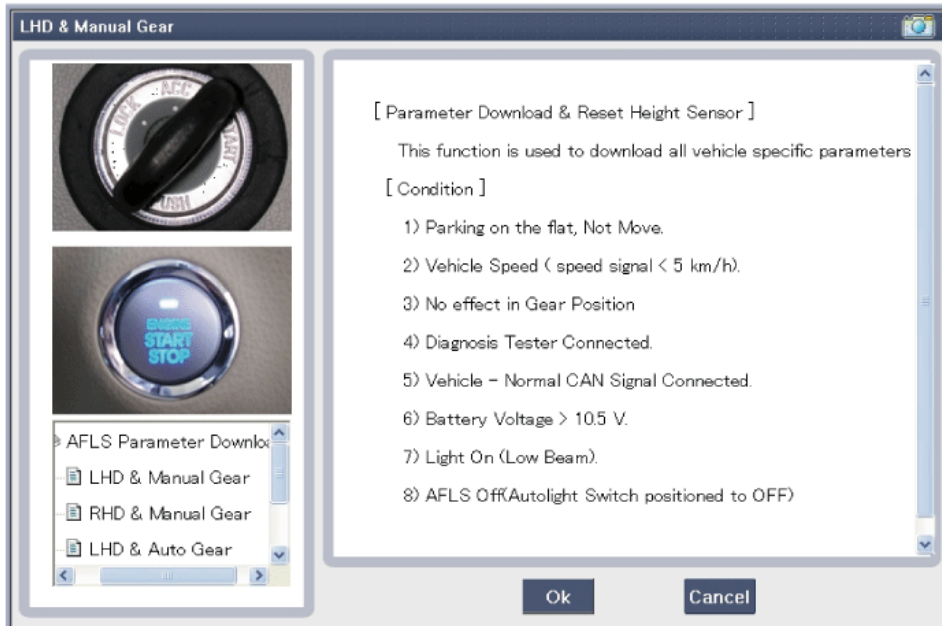 LHD & Manual Gear
LOCK
ACC
START
PUSH
ENGINE
START
STOP
AFLS Parameter Downloa
LHD & Manual Gear
RHD & Manual Gear
LHD & Auto Gear
[ Parameter Download & Reset Height Sensor ]
This function is used to download all vehicle specific parameters
[ Condition ]
1) Parking on the flat, Not Move.
2) Vehicle Speed ( speed signal < 5 km/h).
3) No effect in Gear Position
4) Diagnosis Tester Connected.
5) Vehicle - Normal CAN Signal Connected.
6) Battery Voltage > 10.5 V.
7) Light On (Low Beam).
8) AFLS Off(Autolight Switch positioned to OFF)
Ok
Cancel